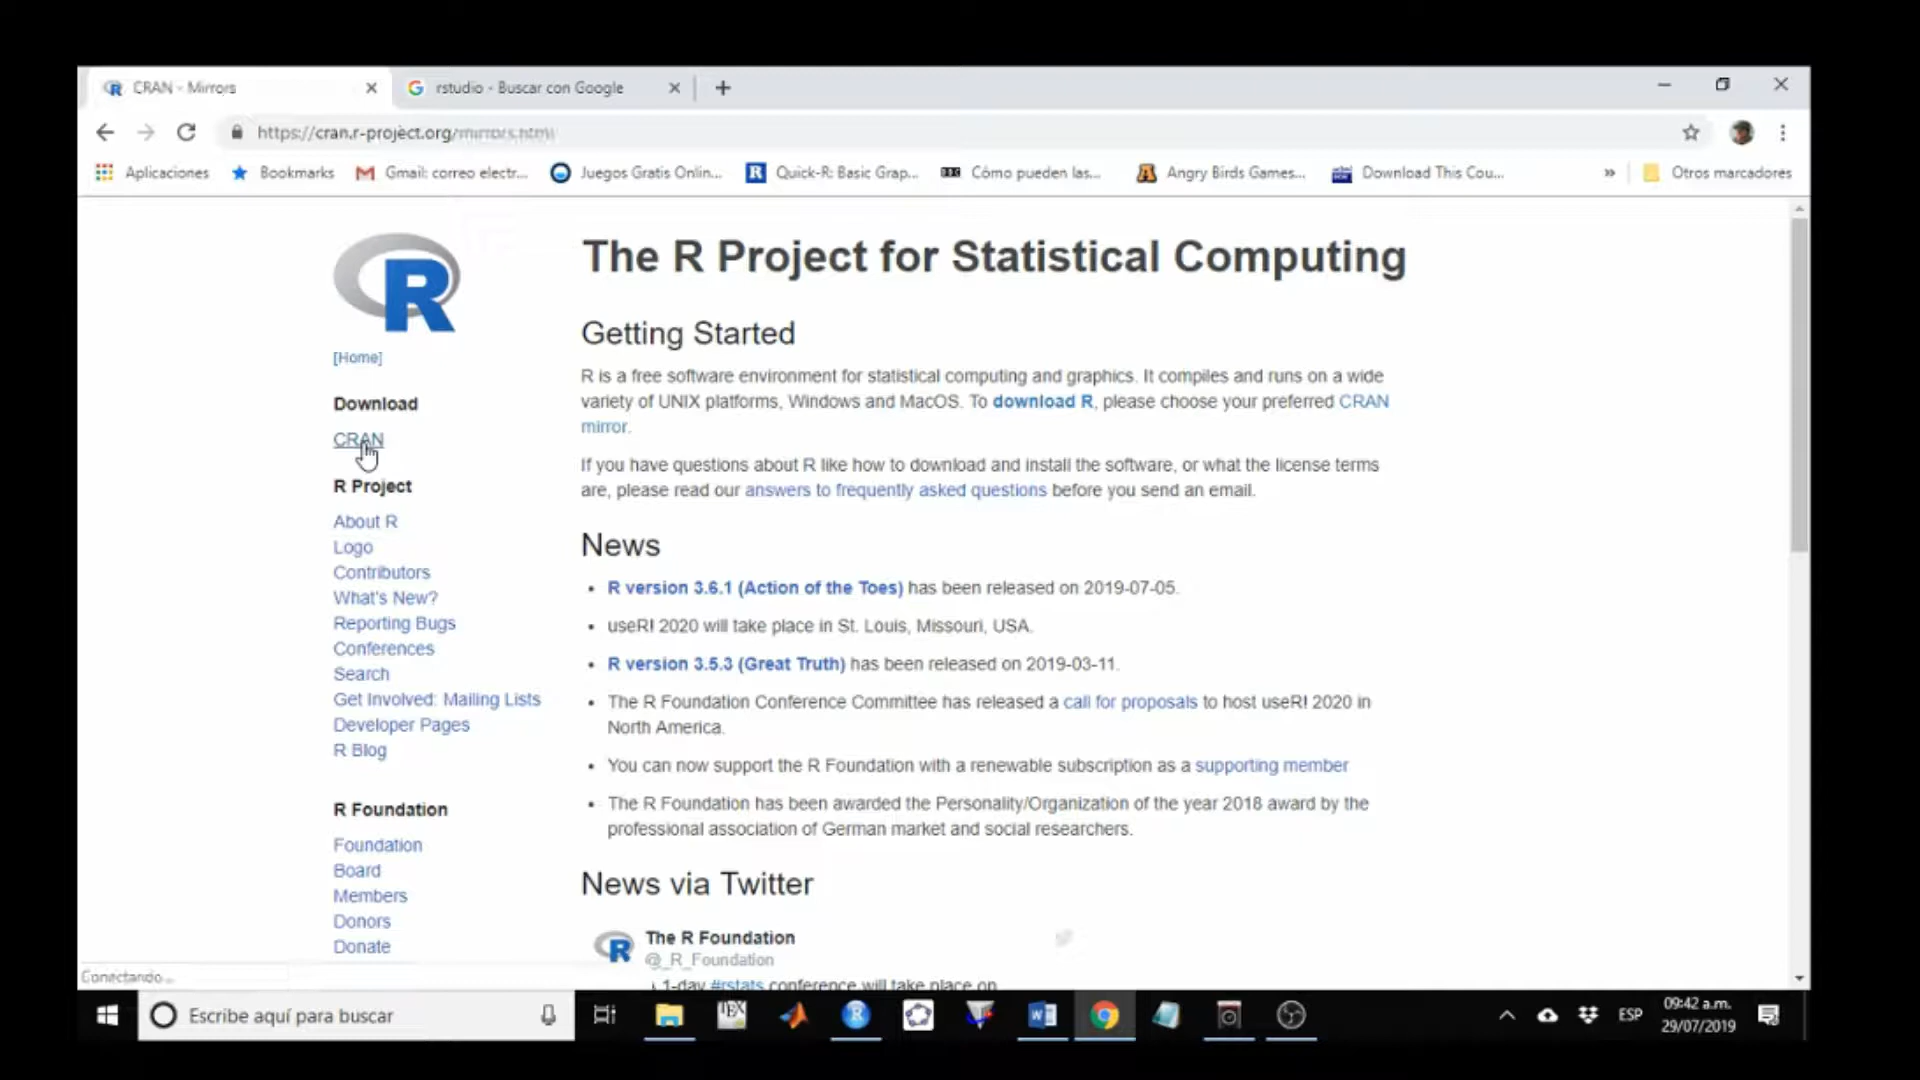 CRAN - Mirrors
rstudio - Buscar con Google
https://cran.r-project.org/mirrors.html
Aplicaciones
Bookmarks
Gmail: correo electr...
Juegos Gratis Onlin...
Quick-R: Basic Grap...
Cómo pueden las...
Angry Birds Games...
Download This Cou...
»
Otros marcadores
R
[Home]
Download
CRAN
R Project
About R
Logo
Contributors
What's New?
Reporting Bugs
Conferences
Search
Get Involved: Mailing Lists
Developer Pages
R Blog
R Foundation
Foundation
Board
Members
Donors
Donate
The R Project for Statistical Computing
Getting Started
R is a free software environment for statistical computing and graphics. It compiles and runs on a wide
variety of UNIX platforms, Windows and MacOS. To download R, please choose your preferred CRAN
mirror.
If you have questions about R like how to download and install the software, or what the license terms
are, please read our answers to frequently asked questions before you send an email.
News
• R version 3.6.1 (Action of the Toes) has been released on 2019-07-05.
• useR! 2020 will take place in St. Louis, Missouri, USA.
• R version 3.5.3 (Great Truth) has been released on 2019-03-11.
• The R Foundation Conference Committee has released a call for proposals to host useR! 2020 in
North America.
• You can now support the R Foundation with a renewable subscription as a supporting member
• The R Foundation has been awarded the Personality/Organization of the year 2018 award by the
professional association of German market and social researchers.
News via Twitter
The R Foundation
@_R_Foundation
1-day #rstats conference will take place on
Conectando...
Escribe aquí para buscar
TEX
ESP
09:42 a.m.
29/07/2019